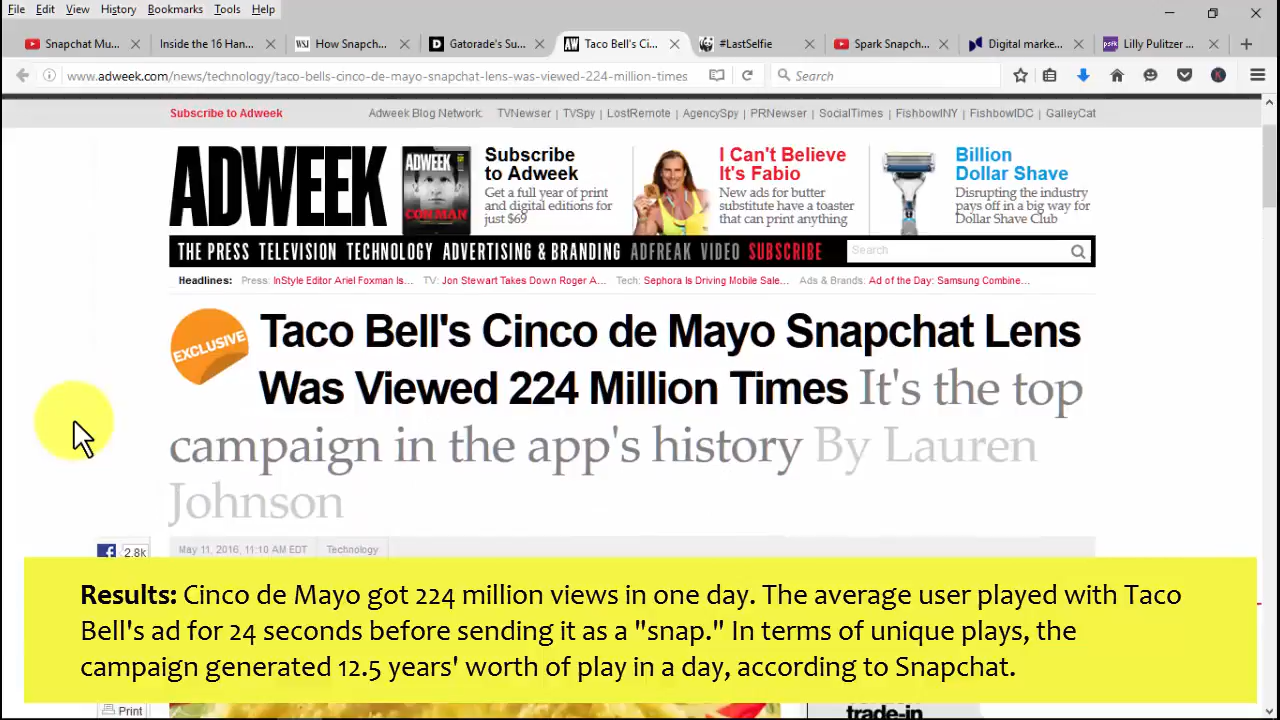 File Edit View History Bookmarks Tools Help
Snapchat Mu... Inside the 16 Han... WSJ How Snapch... D Gatorade's Su... AW Taco Bell's Ci... #LastSelfie Spark Snapch... Digital marke... psfk Lilly Pulitzer ...
www.adweek.com/news/technology/taco-bells-cinco-de-mayo-snapchat-lens-was-viewed-224-million-times Search
Subscribe to Adweek Adweek Blog Network: TVNewser | TVSpy | LostRemote | AgencySpy | PRNewser | SocialTimes | FishbowlNY | FishbowlDC | GalleyCat
ADWEEK
ADWEEK
CON MAN
Subscribe
to Adweek
Get a full year of print
and digital editions for
just $69
I Can't Believe
It's Fabio
New ads for butter
substitute have a toaster
that can print anything
Billion
Dollar Shave
Disrupting the industry
pays off in a big way for
Dollar Shave Club
THE PRESS TELEVISION TECHNOLOGY ADVERTISING & BRANDING ADFREAK VIDEO SUBSCRIBE Search
Headlines: Press: InStyle Editor Ariel Foxman Is... TV: Jon Stewart Takes Down Roger A... Tech: Sephora Is Driving Mobile Sale... Ads & Brands: Ad of the Day: Samsung Combine...
EXCLUSIVE
Taco Bell's Cinco de Mayo Snapchat Lens
Was Viewed 224 Million Times It's the top
campaign in the app's history By Lauren
Johnson
2.8k May 11, 2016, 11:10 AM EDT Technology
Results: Cinco de Mayo got 224 million views in one day. The average user played with Taco
Bell's ad for 24 seconds before sending it as a "snap." In terms of unique plays, the
campaign generated 12.5 years' worth of play in a day, according to Snapchat.
Print
trade-in